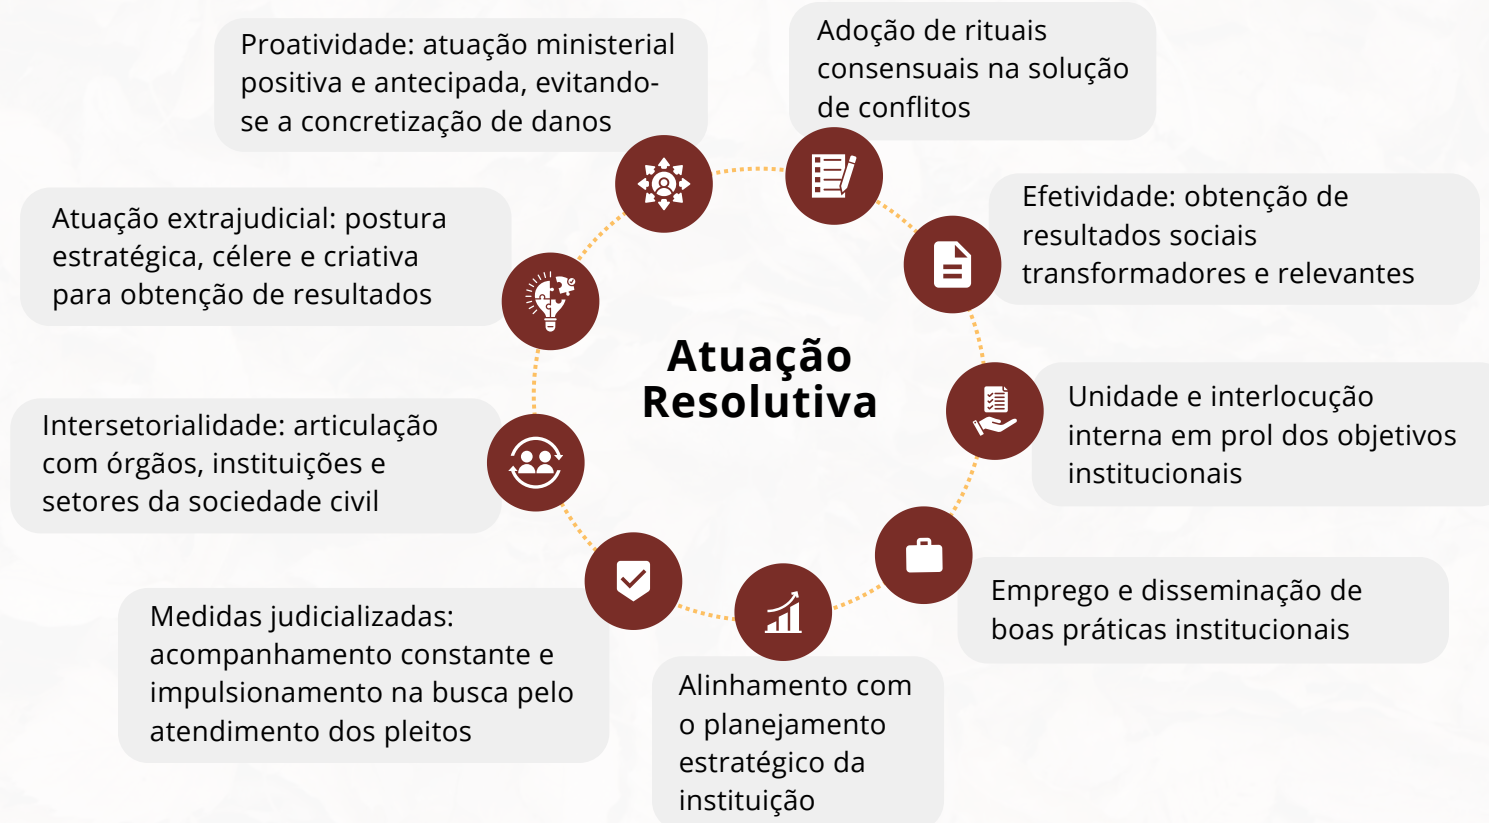 Proatividade: atuação ministerial
positiva e antecipada, evitando-
se a concretização de danos
Adoção de rituais
consensuais na solução
de conflitos
Atuação extrajudicial: postura
estratégica, célere e criativa
para obtenção de resultados
Efetividade: obtenção de
resultados sociais
transformadores e relevantes
Atuação
Resolutiva
Intersetorialidade: articulação
com órgãos, instituições e
setores da sociedade civil
Unidade e interlocução
interna em prol dos objetivos
institucionais
Medidas judicializadas:
acompanhamento constante e
impulsionamento na busca pelo
atendimento dos pleitos
Emprego e disseminação de
boas práticas institucionais
Alinhamento com
o planejamento
estratégico da
instituição